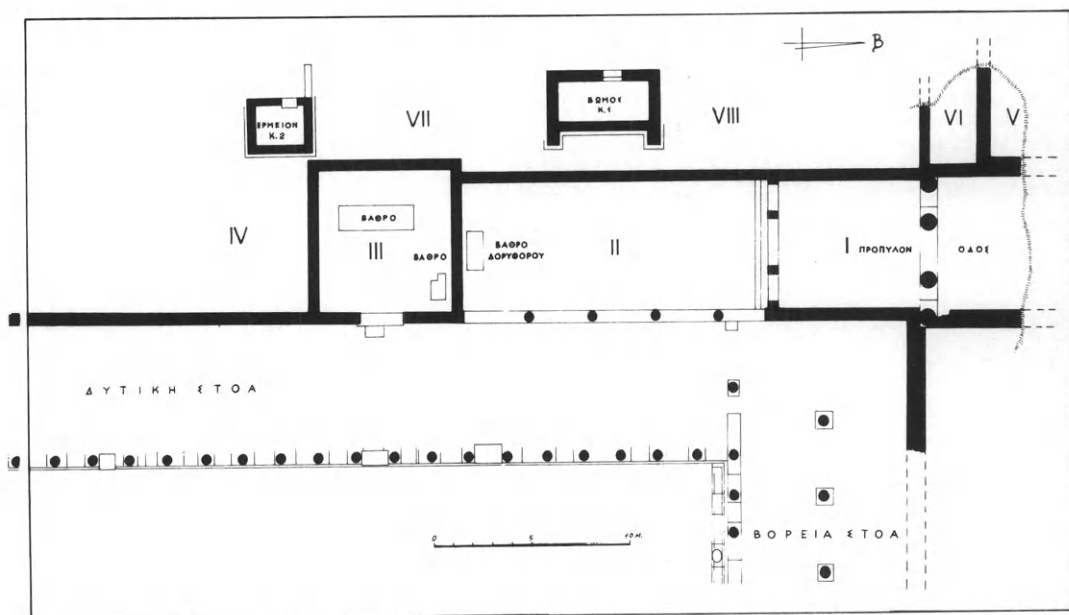 Β
ΒΩΜΟΣ
Κ.1
ΕΡΜΕΙΟΝ
Κ.2
VII
VIII
VI
V
IV
ΒΑΘΡΟ
III
ΒΑΘΡΟ
ΒΑΘΡΟ
ΔΟΡΥΦΟΡΟΥ
II
I ΠΡΟΠΥΛΟΝ
ΟΔΟΣ
ΔΥΤΙΚΗ ΣΤΟΑ
0 5 10 Μ.
ΒΟΡΕΙΑ ΣΤΟΑ